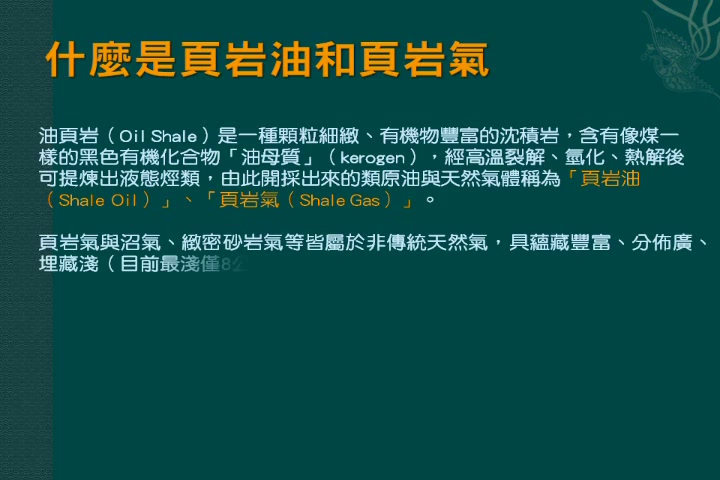 什麼是頁岩油和頁岩氣
油頁岩（Oil Shale）是一種顆粒細緻、有機物豐富的沈積岩，含有像煤一
樣的黑色有機化合物「油母質」（kerogen），經高溫裂解、氫化、熱解後
可提煉出液態烴類，由此開採出來的類原油與天然氣體稱為「頁岩油
（Shale Oil）」、「頁岩氣（Shale Gas）」。
頁岩氣與沼氣、緻密砂岩氣等皆屬於非傳統天然氣，具蘊藏豐富、分佈廣、
埋藏淺（目前最淺僅8公